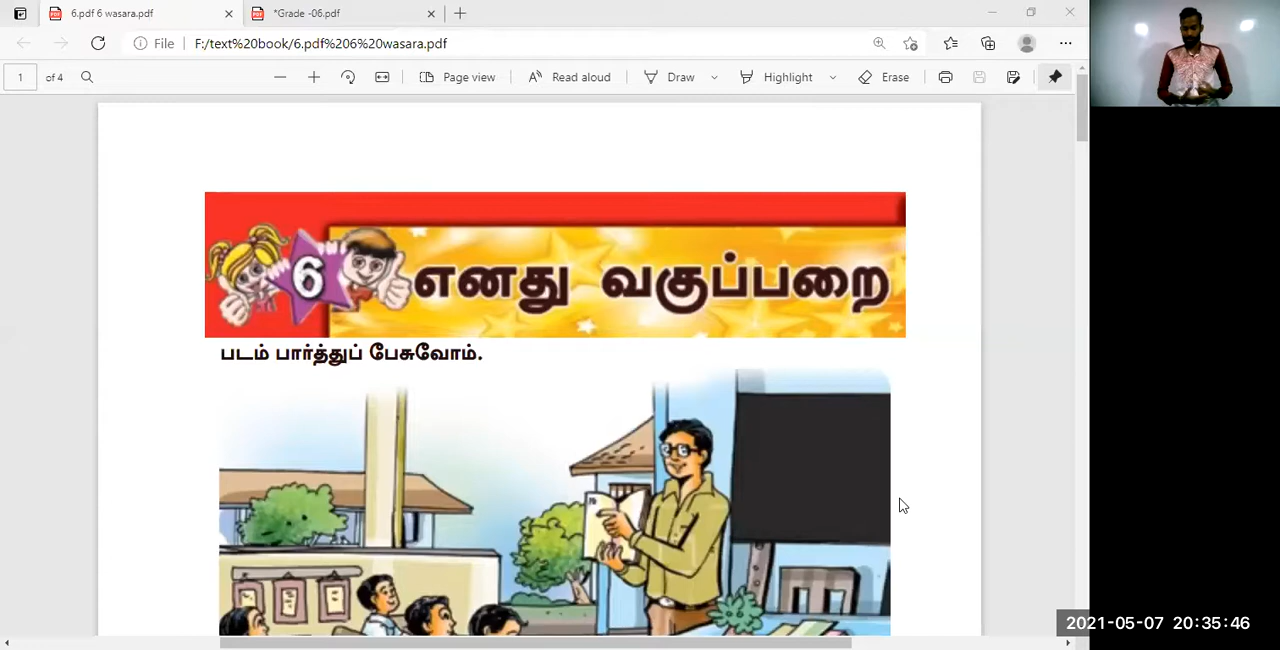 6.pdf 6 wasara.pdf
*Grade -06.pdf
File F:/text%20book/6.pdf%206%20wasara.pdf
1 of 4 Page view Read aloud Draw Highlight Erase
6 எனது வகுப்பறை
படம் பார்த்துப் பேசுவோம்.
2021-05-07 20:35:46